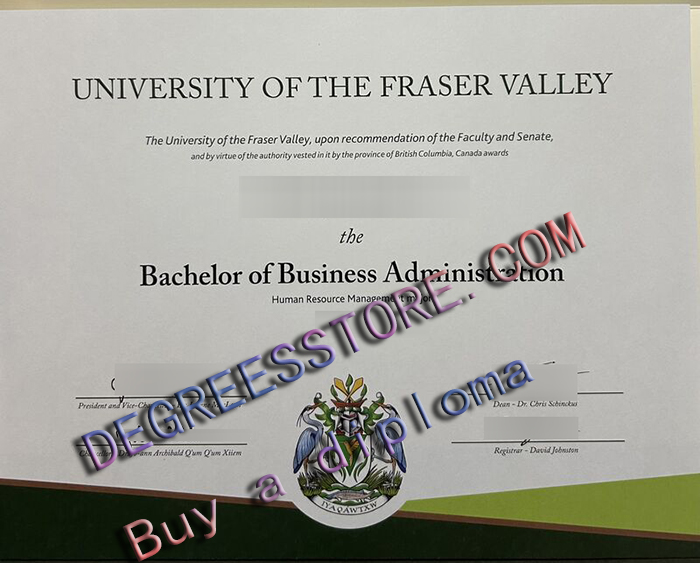 UNIVERSITY OF THE FRASER VALLEY
The University of the Fraser Valley, upon recommendation of the Faculty and Senate,
and by virtue of the authority vested in it by the province of British Columbia, Canada awards
the
Bachelor of Business Administration
Human Resource Management major
DEGREESSTORE.COM
Buy a diploma
President and
Dean – Dr. Chris Schinckus
Archibald Q'um Q'um Xiiem
Registrar – David Johnston
IYAQAWTXW